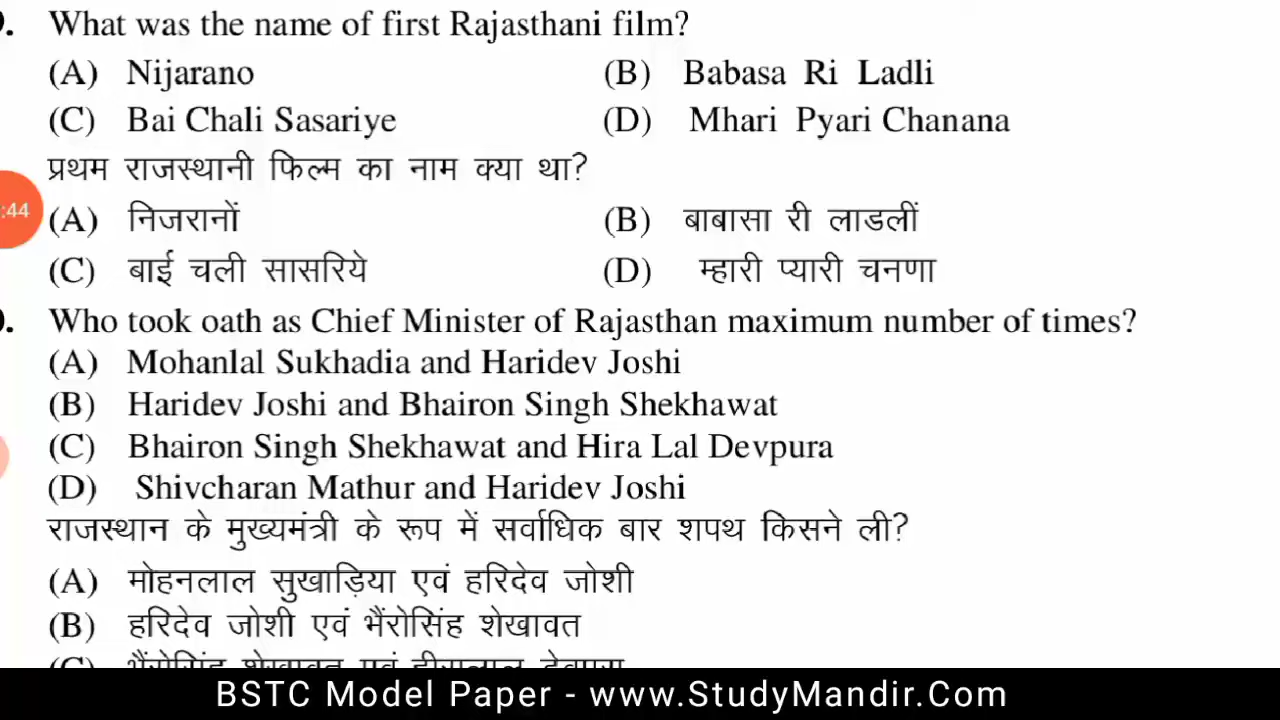 . What was the name of first Rajasthani film?
(A) Nijarano (B) Babasa Ri Ladli
(C) Bai Chali Sasariye (D) Mhari Pyari Chanana
प्रथम राजस्थानी फिल्म का नाम क्या था?
:44
(A) निजरानों (B) बाबासा री लाडलीं
(C) बाई चली सासरिये (D) म्हारी प्यारी चनणा
. Who took oath as Chief Minister of Rajasthan maximum number of times?
(A) Mohanlal Sukhadia and Haridev Joshi
(B) Haridev Joshi and Bhairon Singh Shekhawat
(C) Bhairon Singh Shekhawat and Hira Lal Devpura
(D) Shivcharan Mathur and Haridev Joshi
राजस्थान के मुख्यमंत्री के रूप में सर्वाधिक बार शपथ किसने ली?
(A) मोहनलाल सुखाड़िया एवं हरिदेव जोशी
(B) हरिदेव जोशी एवं भैंरोसिंह शेखावत
(C) भैंरोसिंह शेखावत एवं हीरालाल देवपुरा
BSTC Model Paper - www.StudyMandir.Com